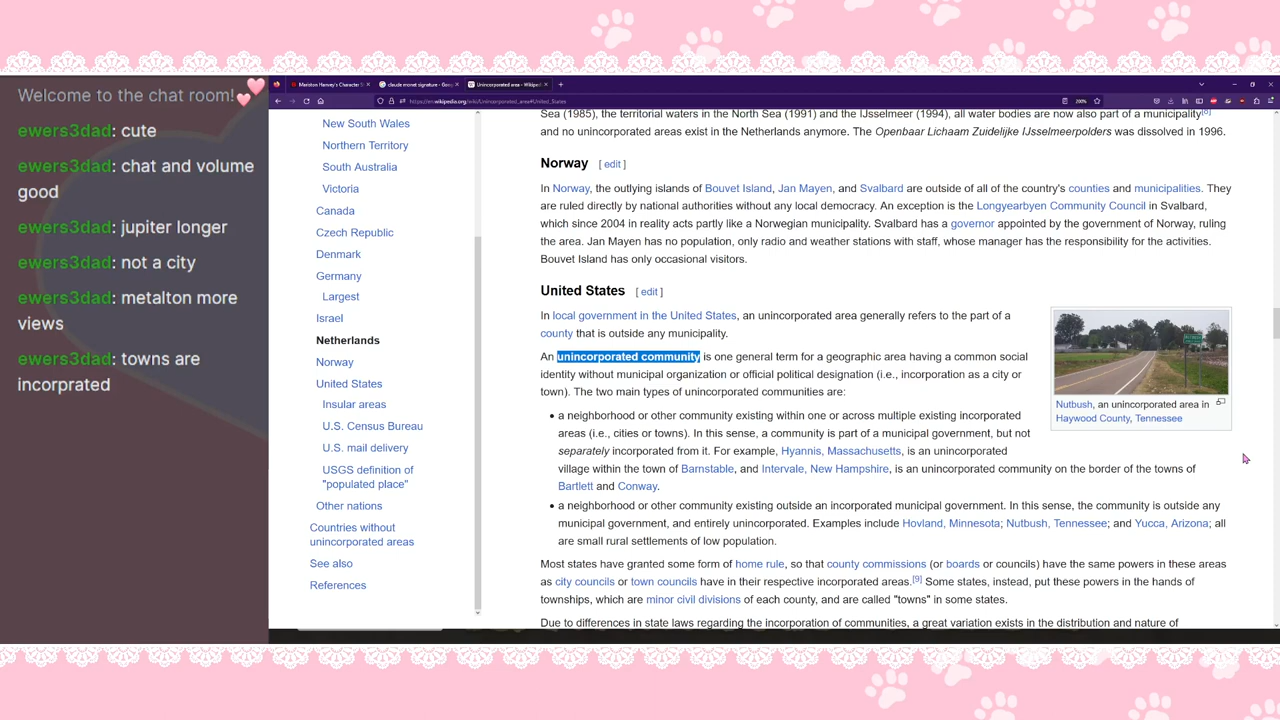 Welcome to the chat room!
ewers3dad: cute
ewers3dad: chat and volume
good
ewers3dad: jupiter longer
ewers3dad: not a city
ewers3dad: metalton more
views
ewers3dad: towns are
incorprated
claude monet signature - Goog
Unincorporated area - Wikiped
https://en.wikipedia.org/wiki/Unincorporated_area#United_States
200%
New South Wales
Northern Territory
South Australia
Victoria
Canada
Czech Republic
Denmark
Germany
Largest
Israel
Netherlands
Norway
United States
Insular areas
U.S. Census Bureau
U.S. mail delivery
USGS definition of
"populated place"
Other nations
Countries without
unincorporated areas
See also
References
Sea (1985), the territorial waters in the North Sea (1991) and the IJsselmeer (1994), all water bodies are now also part of a municipality
and no unincorporated areas exist in the Netherlands anymore. The Openbaar Lichaam Zuidelijke IJsselmeerpolders was dissolved in 1996.
Norway [ edit ]
In Norway, the outlying islands of Bouvet Island, Jan Mayen, and Svalbard are outside of all of the country's counties and municipalities. They
are ruled directly by national authorities without any local democracy. An exception is the Longyearbyen Community Council in Svalbard,
which since 2004 in reality acts partly like a Norwegian municipality. Svalbard has a governor appointed by the government of Norway, ruling
the area. Jan Mayen has no population, only radio and weather stations with staff, whose manager has the responsibility for the activities.
Bouvet Island has only occasional visitors.
United States [ edit ]
In local government in the United States, an unincorporated area generally refers to the part of a
county that is outside any municipality.
An unincorporated community is one general term for a geographic area having a common social
identity without municipal organization or official political designation (i.e., incorporation as a city or
town). The two main types of unincorporated communities are:
• a neighborhood or other community existing within one or across multiple existing incorporated
areas (i.e., cities or towns). In this sense, a community is part of a municipal government, but not
separately incorporated from it. For example, Hyannis, Massachusetts, is an unincorporated
village within the town of Barnstable, and Intervale, New Hampshire, is an unincorporated community on the border of the towns of
Bartlett and Conway.
• a neighborhood or other community existing outside an incorporated municipal government. In this sense, the community is outside any
municipal government, and entirely unincorporated. Examples include Hovland, Minnesota; Nutbush, Tennessee; and Yucca, Arizona; all
are small rural settlements of low population.
Most states have granted some form of home rule, so that county commissions (or boards or councils) have the same powers in these areas
as city councils or town councils have in their respective incorporated areas.[9] Some states, instead, put these powers in the hands of
townships, which are minor civil divisions of each county, and are called "towns" in some states.
Due to differences in state laws regarding the incorporation of communities, a great variation exists in the distribution and nature of
Nutbush, an unincorporated area in
Haywood County, Tennessee